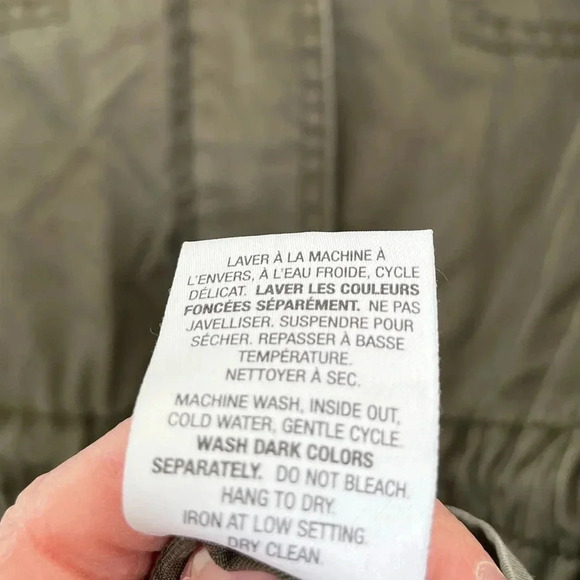 LAVER À LA MACHINE À
L'ENVERS, À L'EAU FROIDE, CYCLE
DÉLICAT. LAVER LES COULEURS
FONCÉES SÉPARÉMENT. NE PAS
JAVELLISER. SUSPENDRE POUR
SÉCHER. REPASSER À BASSE
TEMPÉRATURE.
NETTOYER À SEC.
MACHINE WASH, INSIDE OUT,
COLD WATER, GENTLE CYCLE.
WASH DARK COLORS
SEPARATELY. DO NOT BLEACH.
HANG TO DRY.
IRON AT LOW SETTING.
DRY CLEAN.